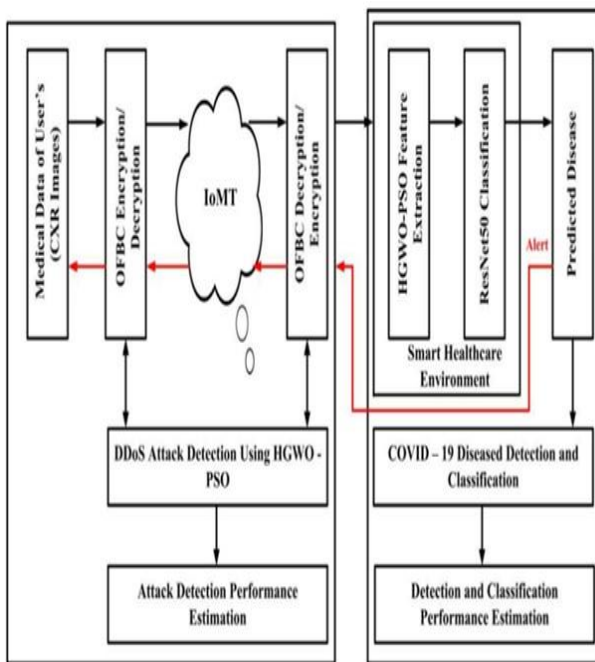 Medical Data of User's
(CXR Images)
OFBC Encryption/
Decryption
IoMT
OFBC Decryption/
Encryption
HGWO-PSO Feature
Extraction
ResNet50 Classification
Predicted Disease
Alert
Smart Healthcare
Environment
DDoS Attack Detection Using HGWO -
PSO
COVID – 19 Diseased Detection and
Classification
Attack Detection Performance
Estimation
Detection and Classification
Performance Estimation